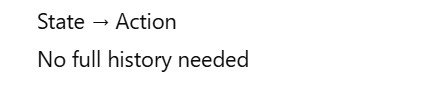 State → Action
No full history needed